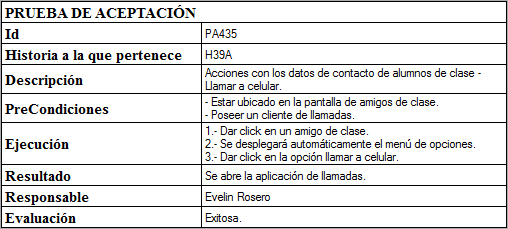 PRUEBA DE ACEPTACIÓN
Id PA435
Historia a la que pertenece H39A
Descripción Acciones con los datos de contacto de alumnos de clase -
Llamar a celular.
PreCondiciones - Estar ubicado en la pantalla de amigos de clase.
- Poseer un cliente de llamadas.
Ejecución 1.- Dar click en un amigo de clase.
2.- Se desplegará automáticamente el menú de opciones.
3.- Dar click en la opción llamar a celular.
Resultado Se abre la aplicación de llamadas.
Responsable Evelin Rosero
Evaluación Exitosa.